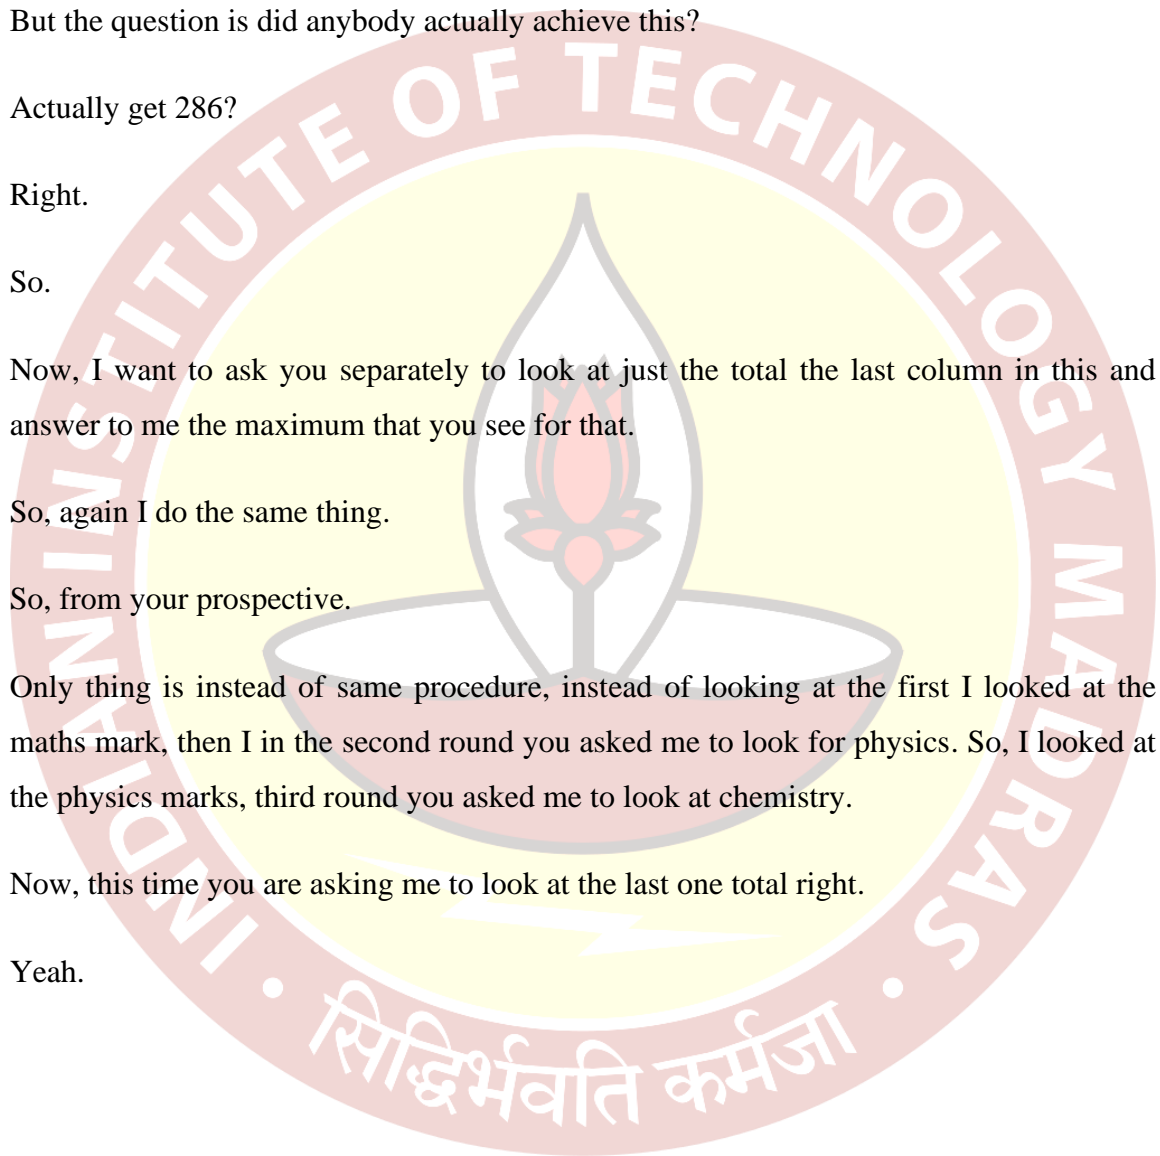 But the question is did anybody actually achieve this?
Actually get 286?
Right.
So.
Now, I want to ask you separately to look at just the total the last column in this and
answer to me the maximum that you see for that.
So, again I do the same thing.
So, from your prospective.
Only thing is instead of same procedure, instead of looking at the first I looked at the
maths mark, then I in the second round you asked me to look for physics. So, I looked at
the physics marks, third round you asked me to look at chemistry.
Now, this time you are asking me to look at the last one total right.
Yeah.
INDIAN INSTITUTE OF TECHNOLOGY MADRAS
सिद्धिर्भवति कर्मजा